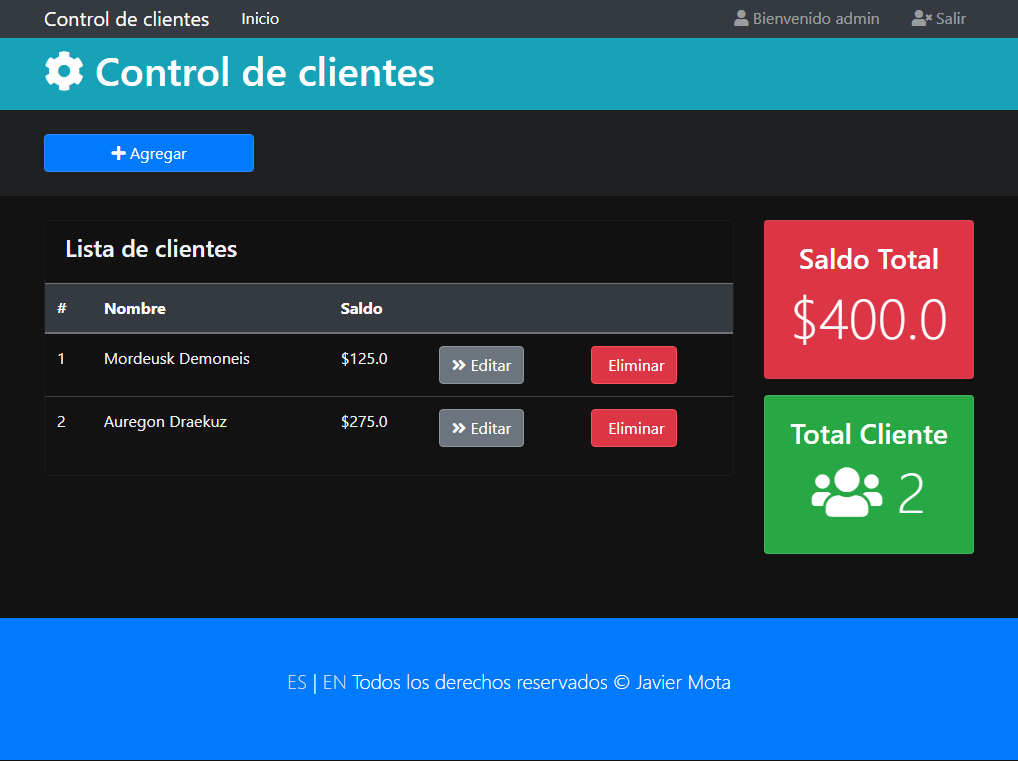 Control de clientes Inicio Bienvenido admin Salir
Control de clientes
Agregar
Lista de clientes
# Nombre Saldo
1 Mordeusk Demoneis $125.0 Editar Eliminar
2 Auregon Draekuz $275.0 Editar Eliminar
Saldo Total
$400.0
Total Cliente
2
ES | EN Todos los derechos reservados © Javier Mota